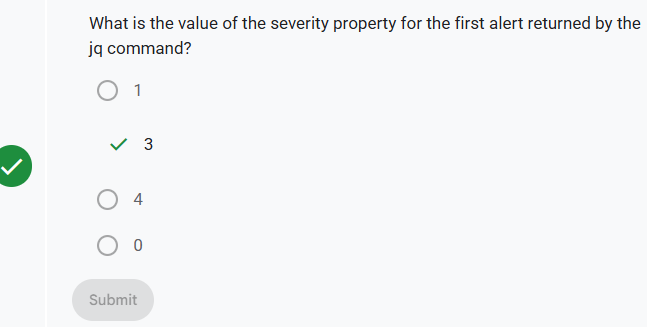 What is the value of the severity property for the first alert returned by the
jq command?
1
3
4
0
Submit